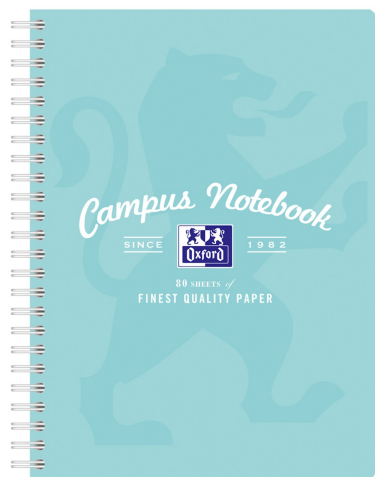 Campus Notebook
SINCE 1982
Oxford
80 SHEETS of
FINEST QUALITY PAPER